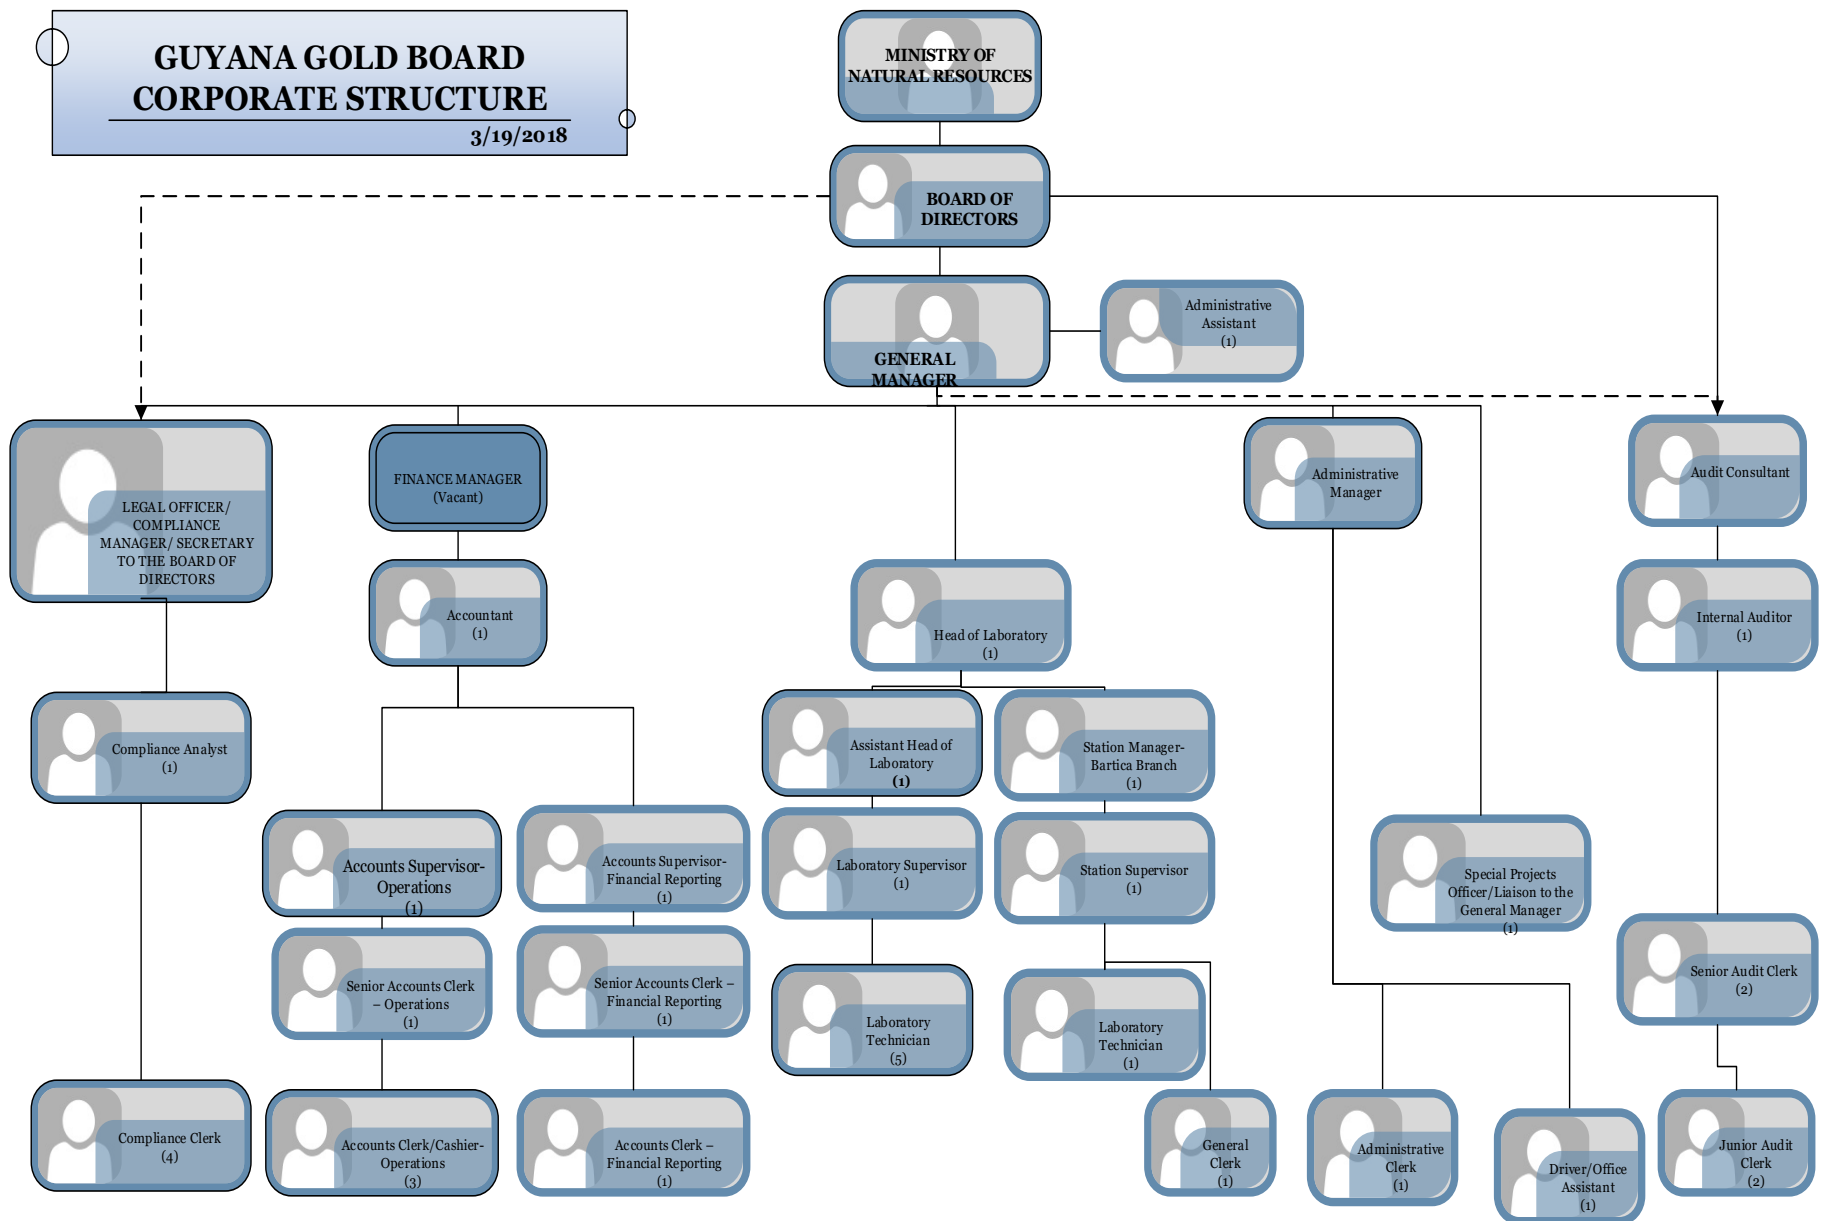 GUYANA GOLD BOARD
CORPORATE STRUCTURE
3/19/2018
MINISTRY OF
NATURAL RESOURCES
BOARD OF
DIRECTORS
GENERAL
MANAGER
Administrative
Assistant
(1)
LEGAL OFFICER/
COMPLIANCE
MANAGER/ SECRETARY
TO THE BOARD OF
DIRECTORS
FINANCE MANAGER
(Vacant)
Administrative
Manager
Audit Consultant
Accountant
(1)
Head of Laboratory
(1)
Internal Auditor
(1)
Compliance Analyst
(1)
Assistant Head of
Laboratory
(1)
Station Manager-
Bartica Branch
(1)
Accounts Supervisor-
Operations
(1)
Accounts Supervisor-
Financial Reporting
(1)
Laboratory Supervisor
(1)
Station Supervisor
(1)
Special Projects
Officer/Liaison to the
General Manager
(1)
Senior Accounts Clerk
– Operations
(1)
Senior Accounts Clerk –
Financial Reporting
(1)
Laboratory
Technician
(5)
Laboratory
Technician
(1)
Senior Audit Clerk
(2)
Compliance Clerk
(4)
Accounts Clerk/Cashier-
Operations
(3)
Accounts Clerk –
Financial Reporting
(1)
General
Clerk
(1)
Administrative
Clerk
(1)
Driver/Office
Assistant
(1)
Junior Audit
Clerk
(2)